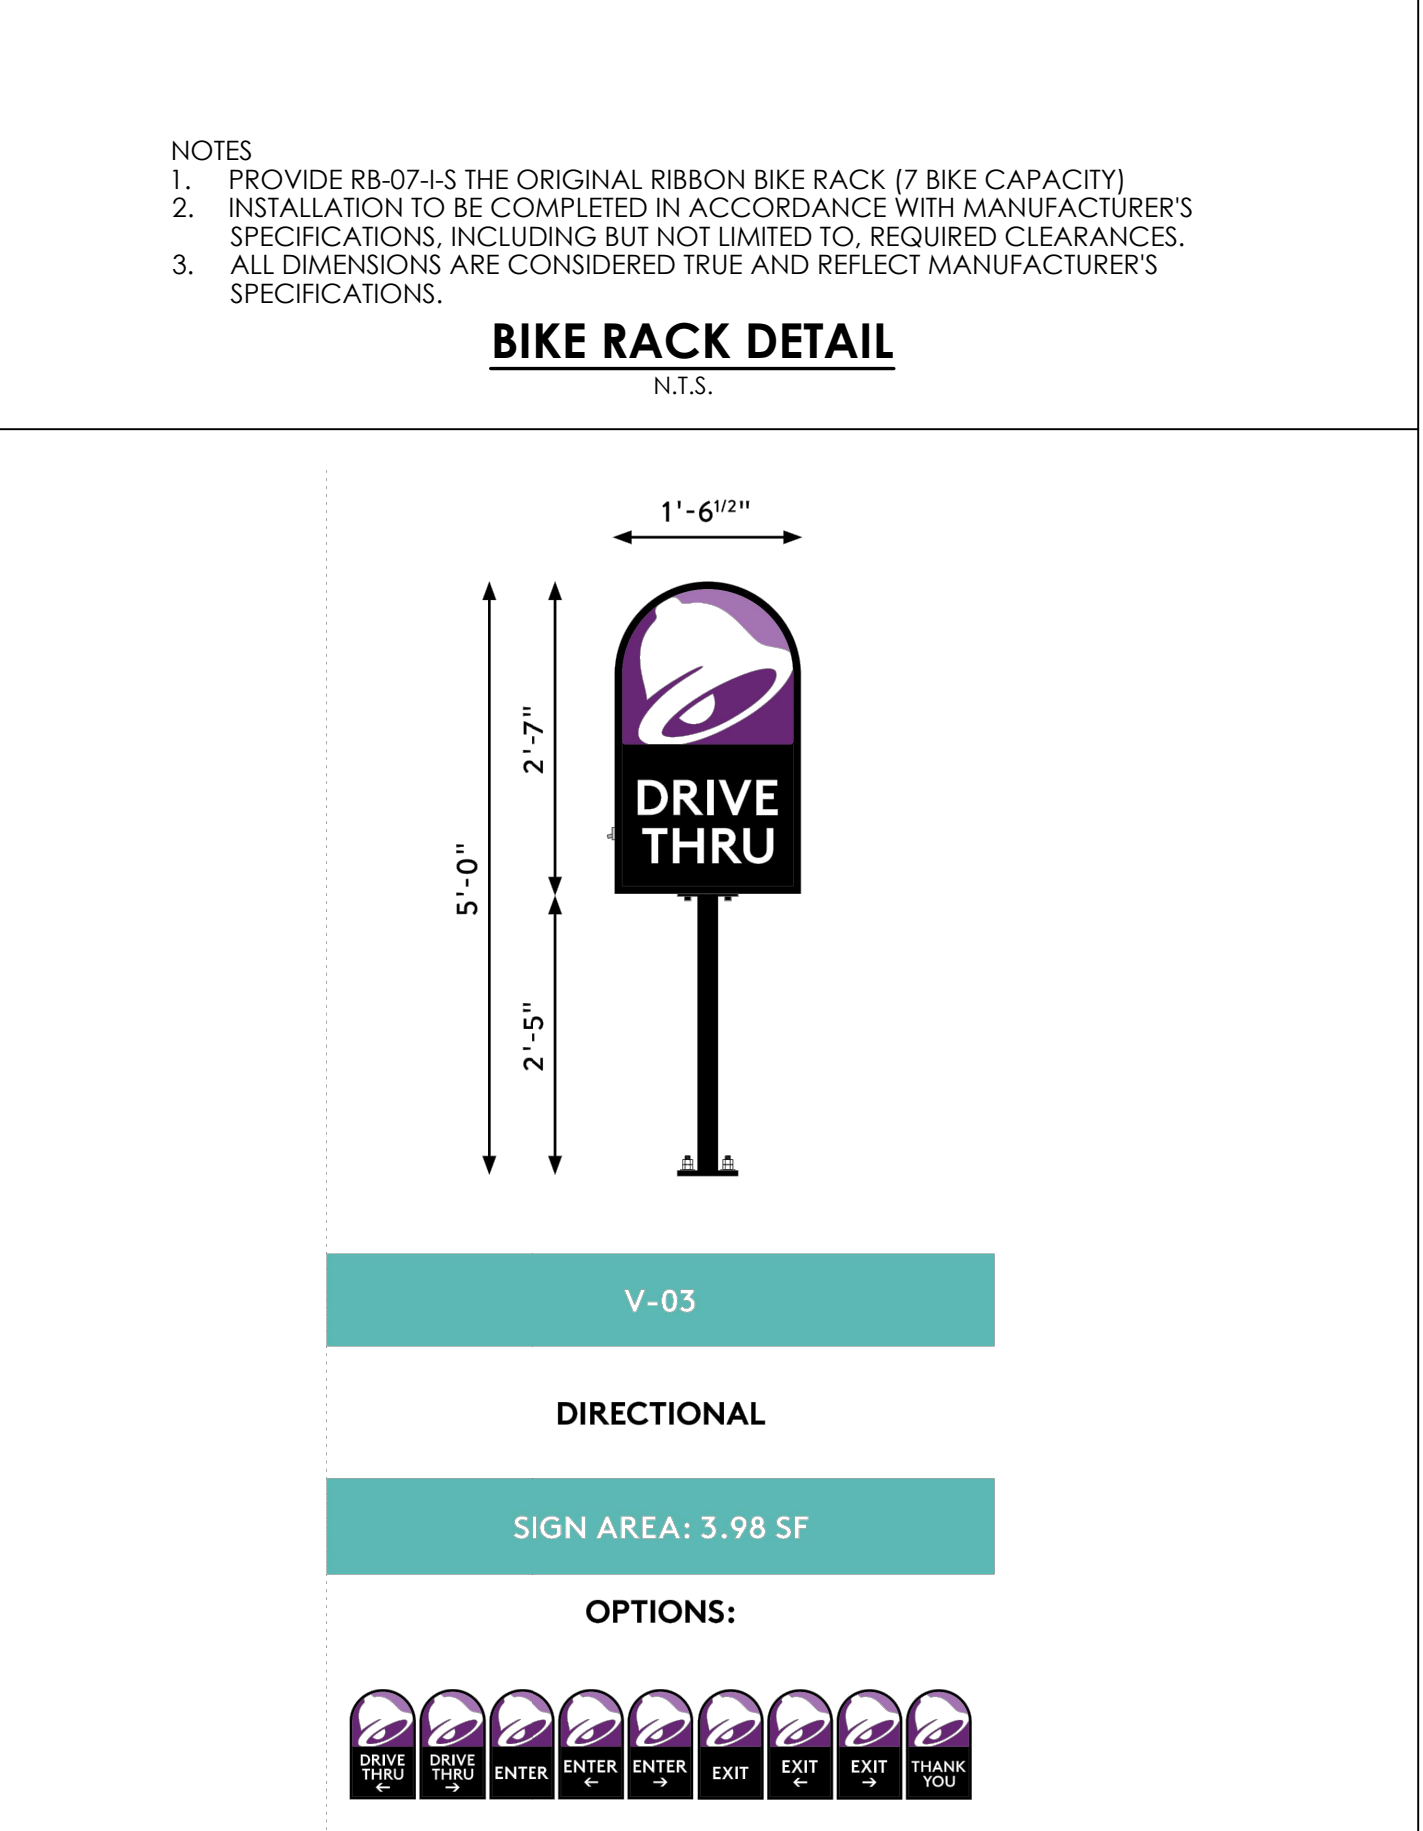 NOTES
1. PROVIDE RB-07-I-S THE ORIGINAL RIBBON BIKE RACK (7 BIKE CAPACITY)
2. INSTALLATION TO BE COMPLETED IN ACCORDANCE WITH MANUFACTURER'S
SPECIFICATIONS, INCLUDING BUT NOT LIMITED TO, REQUIRED CLEARANCES.
3. ALL DIMENSIONS ARE CONSIDERED TRUE AND REFLECT MANUFACTURER'S
SPECIFICATIONS.
BIKE RACK DETAIL
N.T.S.
1'-6 1/2"
2'-7"
5'-0"
2'-5"
DRIVE
THRU
V-03
DIRECTIONAL
SIGN AREA: 3.98 SF
OPTIONS:
DRIVE
THRU
←
DRIVE
THRU
→
ENTER
ENTER
←
ENTER
→
EXIT
EXIT
←
EXIT
→
THANK
YOU